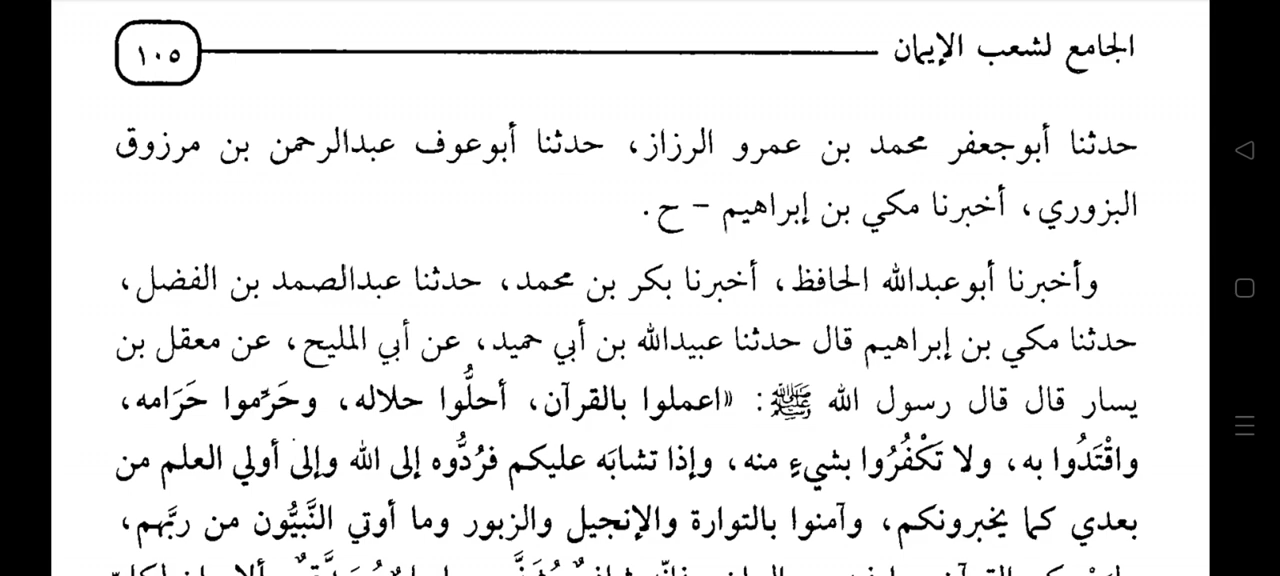 الجامع لشعب الإيمان ١٠٥
حدثنا أبوجعفر محمد بن عمرو الرزاز، حدثنا أبوعوف عبدالرحمن بن مرزوق
البزوري، أخبرنا مكي بن إبراهيم – ح.
وأخبرنا أبوعبدالله الحافظ، أخبرنا بكر بن محمد، حدثنا عبدالصمد بن الفضل،
حدثنا مكي بن إبراهيم قال حدثنا عبيدالله بن أبي حميد، عن أبي المليح، عن معقل بن
يسار قال قال رسول الله ﷺ: «اعملوا بالقرآن، أحلُّوا حلاله، وحَرِّموا حَرَامه،
واقْتَدُوا به، ولا تَكْفُرُوا بشيءٍ منه، وإذا تشابَه عليكم فرُدُّوه إلى الله وإلى أولي العلم من
بعدي كما يخبرونكم، وآمنوا بالتوارة والإنجيل والزبور وما أوتي النَّبيُّون من ربَّهم،